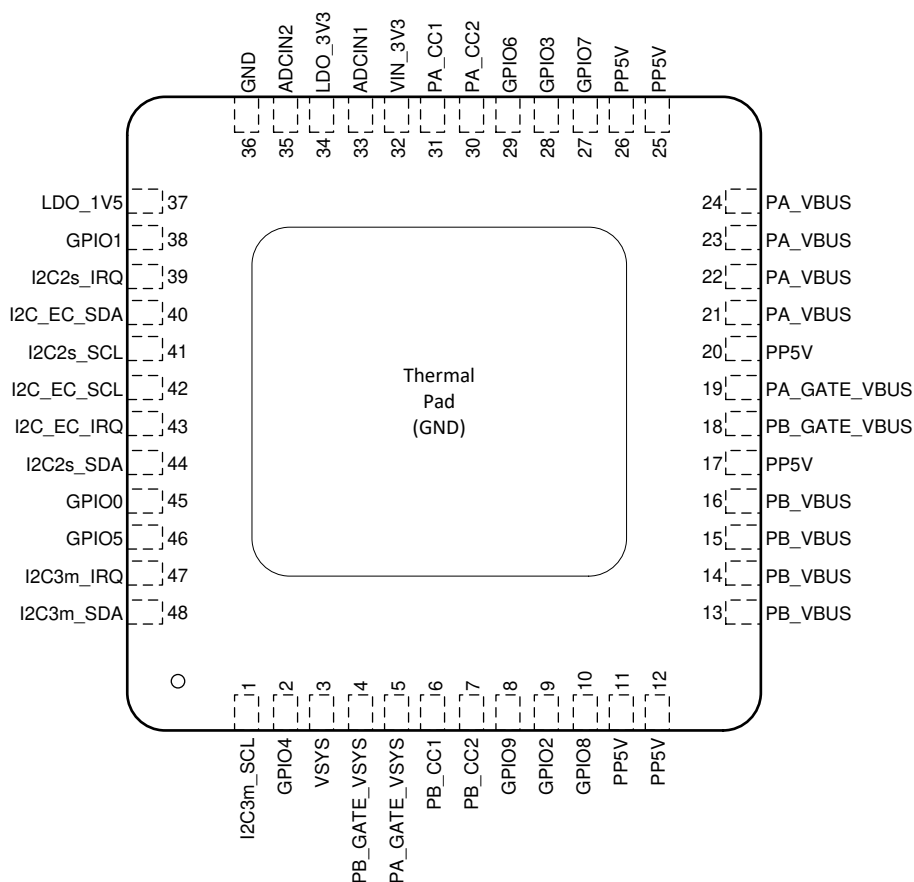 GND
ADCIN2
LDO_3V3
ADCIN1
VIN_3V3
PA_CC1
PA_CC2
GPIO6
GPIO3
GPIO7
PP5V
PP5V
36
35
34
33
32
31
30
29
28
27
26
25
LDO_1V5 37
GPIO1 38
I2C2s_IRQ 39
I2C_EC_SDA 40
I2C2s_SCL 41
I2C_EC_SCL 42
I2C_EC_IRQ 43
I2C2s_SDA 44
GPIO0 45
GPIO5 46
I2C3m_IRQ 47
I2C3m_SDA 48
Thermal
Pad
(GND)
24 PA_VBUS
23 PA_VBUS
22 PA_VBUS
21 PA_VBUS
20 PP5V
19 PA_GATE_VBUS
18 PB_GATE_VBUS
17 PP5V
16 PB_VBUS
15 PB_VBUS
14 PB_VBUS
13 PB_VBUS
1
2
3
4
5
6
7
8
9
10
11
12
I2C3m_SCL
GPIO4
VSYS
PB_GATE_VSYS
PA_GATE_VSYS
PB_CC1
PB_CC2
GPIO9
GPIO2
GPIO8
PP5V
PP5V